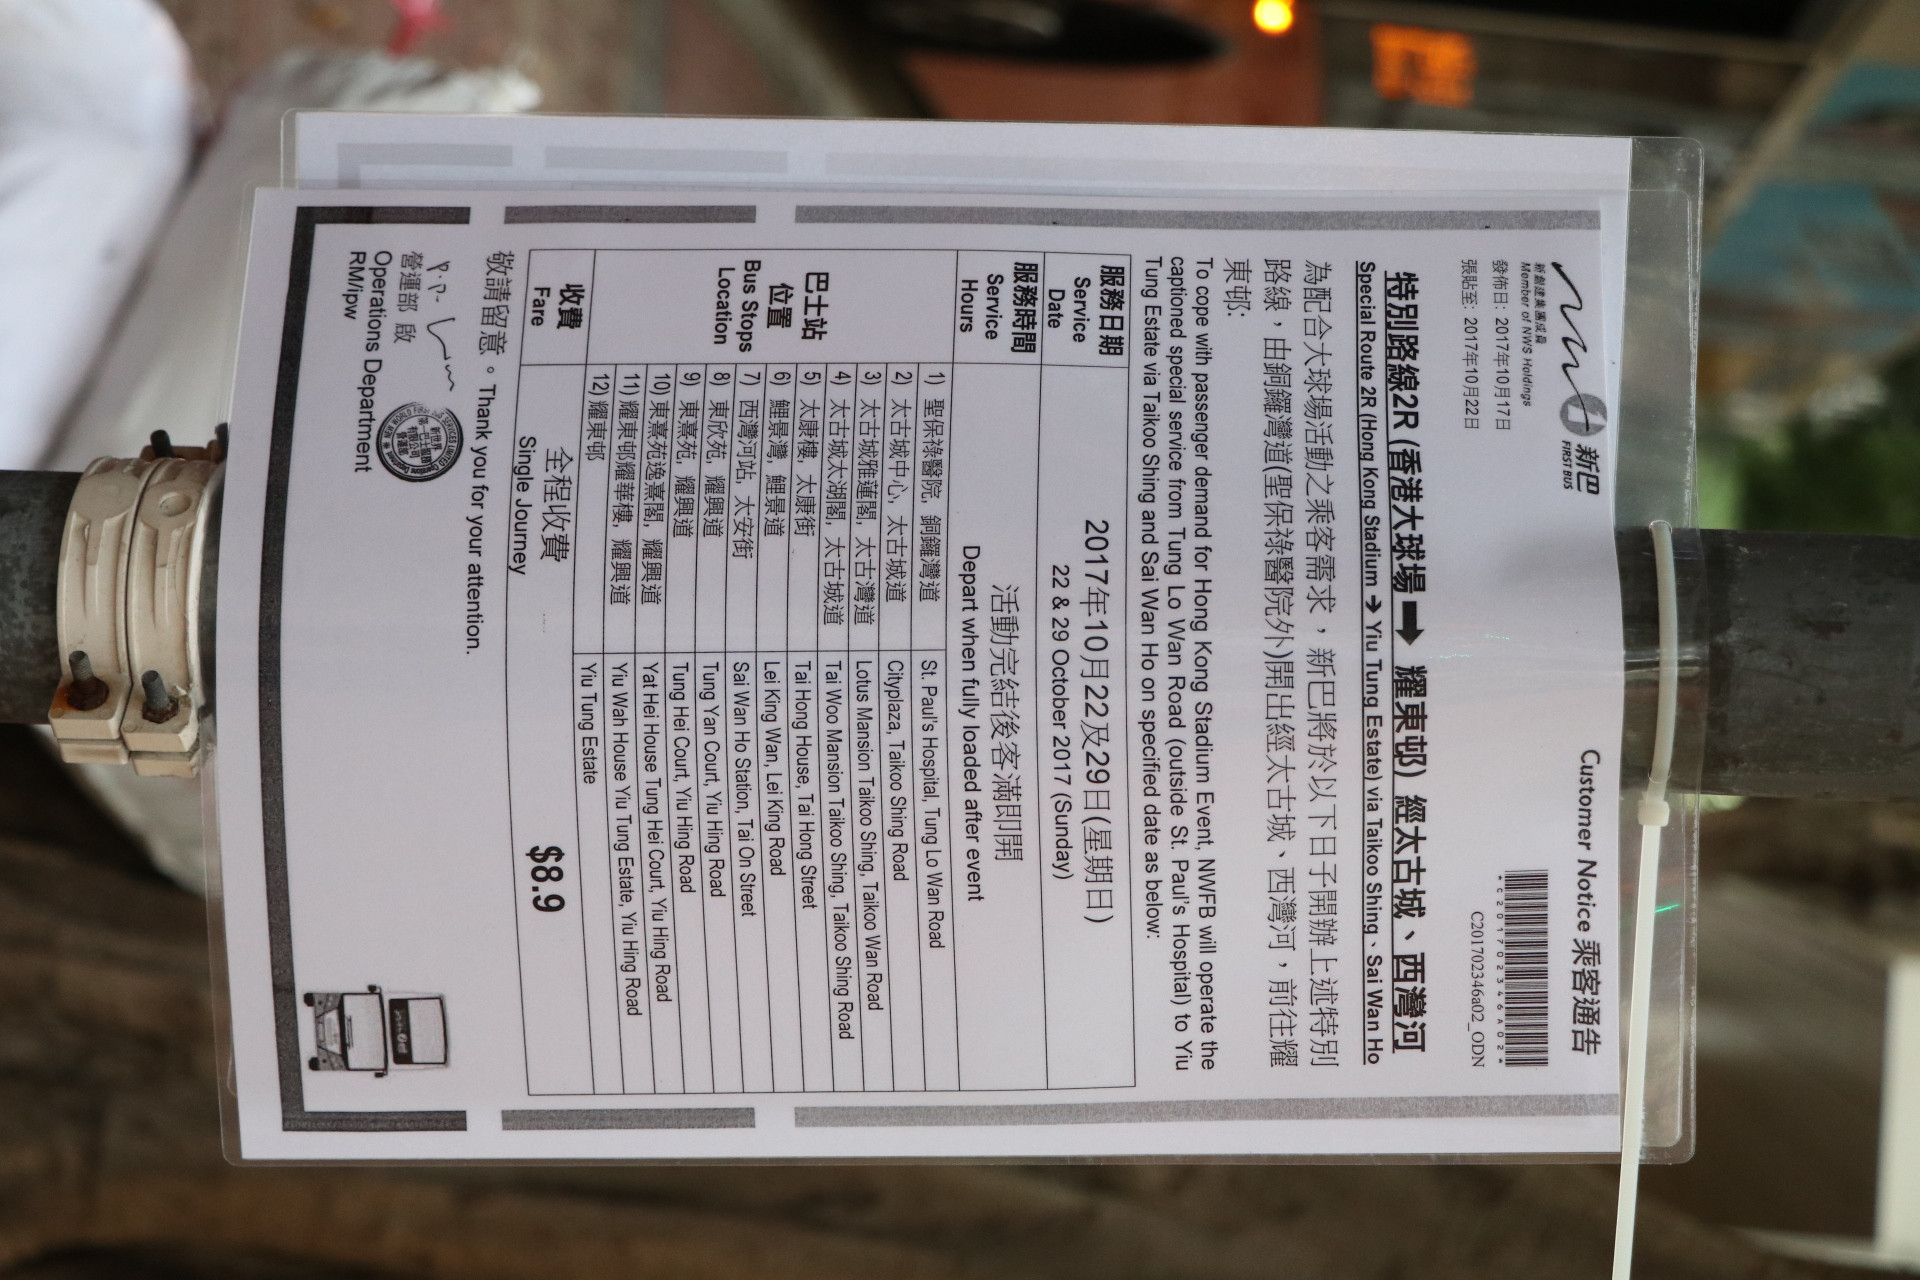 新巴
FIRST BUS
新創建集團成員
Member of NWS Holdings
Customer Notice 乘客通告
發佈日: 2017年10月17日
張貼至: 2017年10月22日
*C201702346A02*
C201702346a02_ODN
特別路線2R (香港大球場➡ 耀東邨) 經太古城、西灣河
Special Route 2R (Hong Kong Stadium ➔ Yiu Tung Estate) via Taikoo Shing、Sai Wan Ho
為配合大球場活動之乘客需求，新巴將於以下日子開辦上述特別
路線，由銅鑼灣道(聖保祿醫院外)開出經太古城、西灣河，前往耀
東邨:
To cope with passenger demand for Hong Kong Stadium Event, NWFB will operate the
captioned special service from Tung Lo Wan Road (outside St. Paul's Hospital) to Yiu
Tung Estate via Taikoo Shing and Sai Wan Ho on specified date as below:
服務日期
Service
Date
2017年10月22及29日(星期日)
22 & 29 October 2017 (Sunday)
服務時間
Service
Hours
活動完結後客滿即開
Depart when fully loaded after event
巴士站
位置
Bus Stops
Location
1) 聖保祿醫院, 銅鑼灣道 St. Paul's Hospital, Tung Lo Wan Road
2) 太古城中心, 太古城道 Cityplaza, Taikoo Shing Road
3) 太古城雅蓮閣, 太古灣道 Lotus Mansion Taikoo Shing, Taikoo Wan Road
4) 太古城太湖閣, 太古城道 Tai Woo Mansion Taikoo Shing, Taikoo Shing Road
5) 太康樓, 太康街 Tai Hong House, Tai Hong Street
6) 鯉景灣, 鯉景道 Lei King Wan, Lei King Road
7) 西灣河站, 太安街 Sai Wan Ho Station, Tai On Street
8) 東欣苑, 耀興道 Tung Yan Court, Yiu Hing Road
9) 東熹苑, 耀興道 Tung Hei Court, Yiu Hing Road
10) 東熹苑逸熹閣, 耀興道 Yat Hei House Tung Hei Court, Yiu Hing Road
11) 耀東邨耀華樓, 耀興道 Yiu Wah House Yiu Tung Estate, Yiu Hing Road
12) 耀東邨 Yiu Tung Estate
收費
Fare
全程收費
Single Journey
$8.9
敬請留意。Thank you for your attention.
p.p.
營運部 啟
Operations Department
RM/ipw
新世界
第一巴士服務
有限公司
營運部